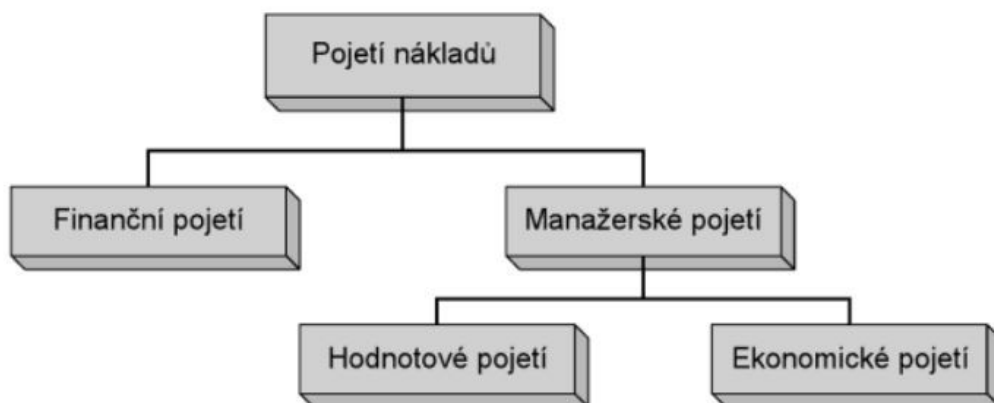 Pojetí nákladů
Finanční pojetí
Manažerské pojetí
Hodnotové pojetí
Ekonomické pojetí